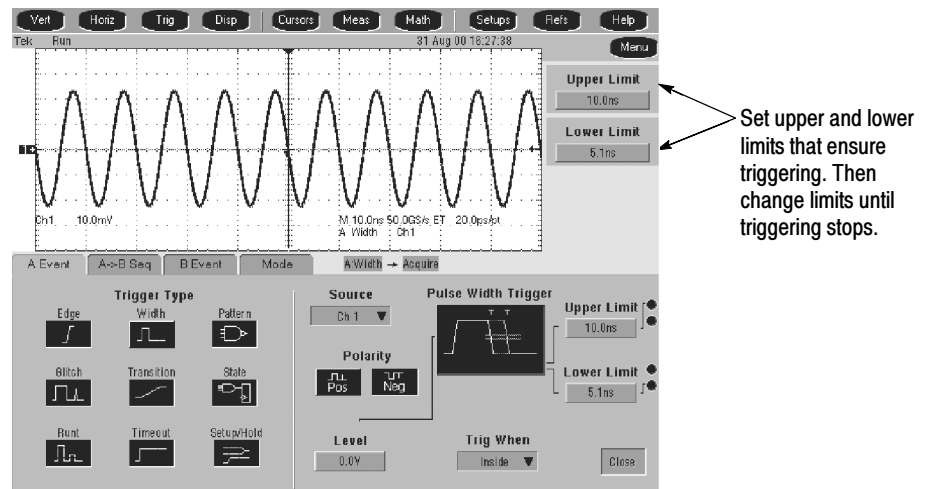 Vert Horiz Trig Disp Cursors Meas Math Setups Refs Help
Tek Run 31 Aug 00 16:27:38
Menu
Upper Limit
10.0ns
Lower Limit
5.1ns
Set upper and lower
limits that ensure
triggering. Then
change limits until
triggering stops.
1
Ch1 10.0mV M 10.0ns 50.0GS/s ET 20.0ps/pt
A Width Ch1
A Event A->B Seq B Event Mode A:Width → Acquire
Trigger Type
Edge Width Pattern
Glitch Transition State
Runt Timeout Setup/Hold
Source
Ch 1
Polarity
Pos Neg
Level
0.0V
Pulse Width Trigger
T T
Upper Limit
10.0ns
Lower Limit
5.1ns
Trig When
Inside
Close